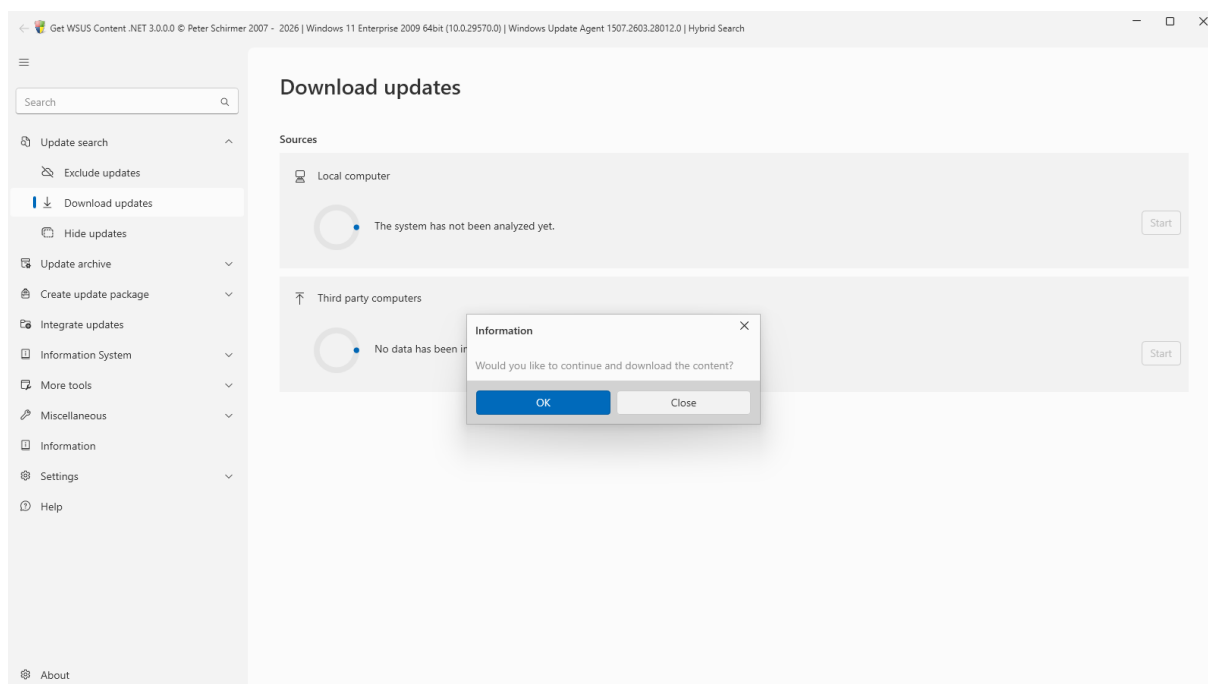 Get WSUS Content .NET 3.0.0.0 © Peter Schirmer 2007 - 2026 | Windows 11 Enterprise 2009 64bit (10.0.29570.0) | Windows Update Agent 1507.2603.28012.0 | Hybrid Search
Search
Update search
Exclude updates
Download updates
Hide updates
Update archive
Create update package
Integrate updates
Information System
More tools
Miscellaneous
Information
Settings
Help
About
Download updates
Sources
Local computer
The system has not been analyzed yet.
Start
Third party computers
No data has been
Start
Information
Would you like to continue and download the content?
OK
Close